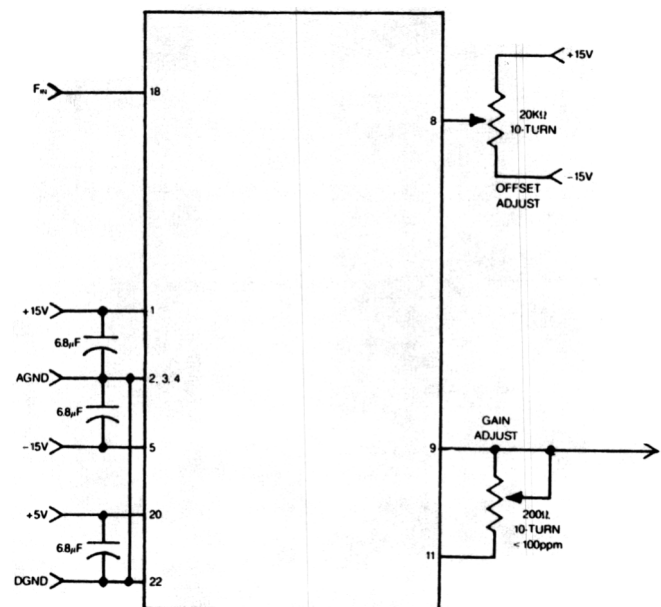 +15V
FIN
18
8
20KΩ
10-TURN
-15V
OFFSET
ADJUST
+15V
1
6.8µF
AGND
2, 3, 4
6.8µF
-15V
5
GAIN
ADJUST
9
+5V
20
200Ω
10-TURN
<100ppm
6.8µF
11
DGND
22